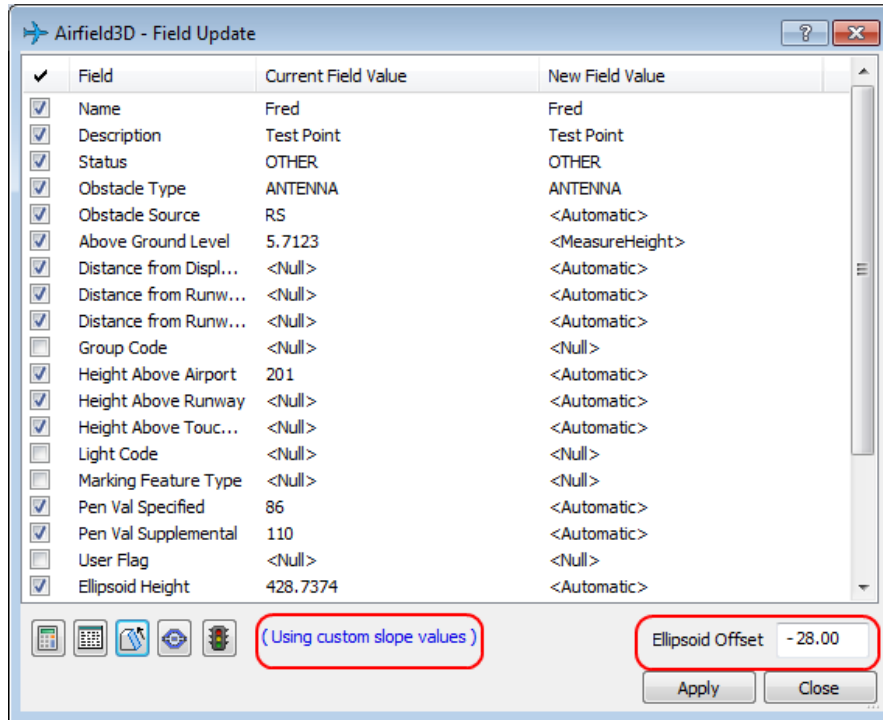 Airfield3D - Field Update
Field Current Field Value New Field Value
Name Fred Fred
Description Test Point Test Point
Status OTHER OTHER
Obstacle Type ANTENNA ANTENNA
Obstacle Source RS <Automatic>
Above Ground Level 5.7123 <MeasureHeight>
Distance from Displ... <Null> <Automatic>
Distance from Runw... <Null> <Automatic>
Distance from Runw... <Null> <Automatic>
Group Code <Null> <Null>
Height Above Airport 201 <Automatic>
Height Above Runway <Null> <Automatic>
Height Above Touc... <Null> <Automatic>
Light Code <Null> <Null>
Marking Feature Type <Null> <Null>
Pen Val Specified 86 <Automatic>
Pen Val Supplemental 110 <Automatic>
User Flag <Null> <Null>
Ellipsoid Height 428.7374 <Automatic>
( Using custom slope values ) Ellipsoid Offset -28.00
Apply Close